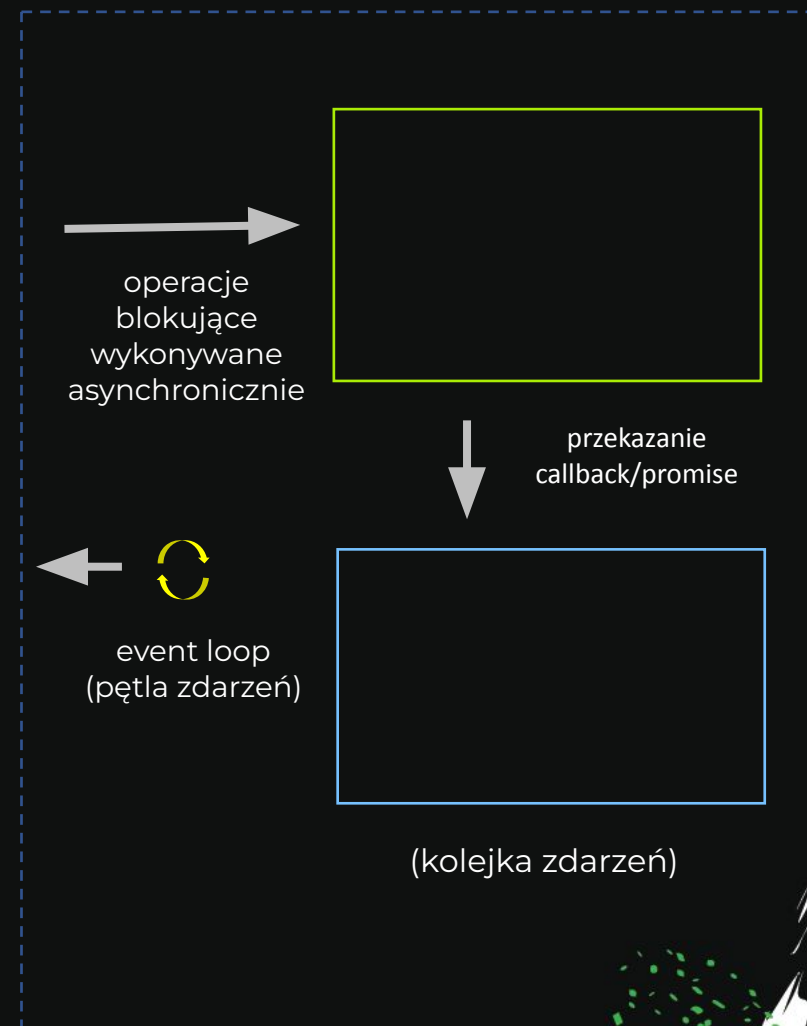 operacje
blokujące
wykonywane
asynchronicznie
przekazanie
callback/promise
event loop
(pętla zdarzeń)
(kolejka zdarzeń)